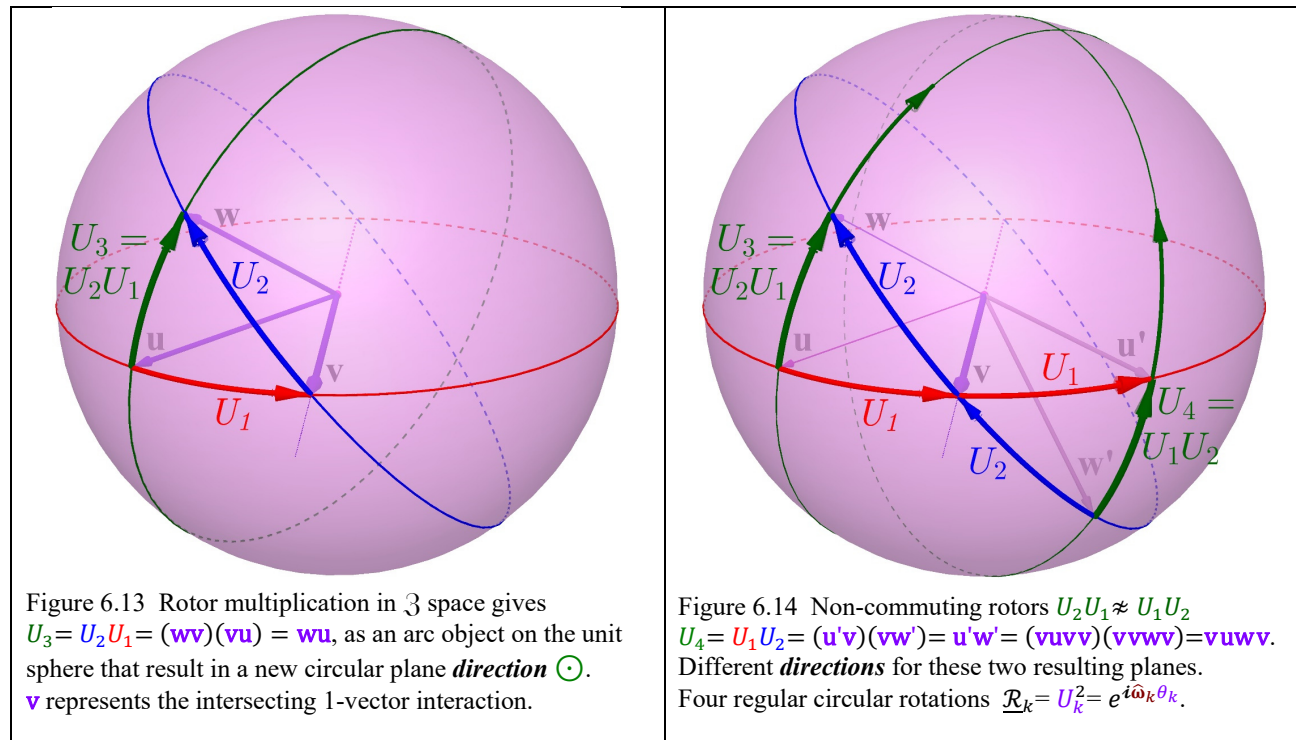 U₃ =
U₂U₁
w
U₂
u
v
U₁
Figure 6.13 Rotor multiplication in ℨ space gives
U₃= U₂U₁ = (wv)(vu) = wu, as an arc object on the unit
sphere that result in a new circular plane direction ⊙.
v represents the intersecting 1-vector interaction.
U₃ =
U₂U₁
w
U₂
u
v
U₁
U₁
u'
U₄ =
U₁U₂
U₂
w'
Figure 6.14 Non-commuting rotors U₂U₁ ≉ U₁U₂
U₄= U₁U₂= (u'v)(vw')= u'w'= (vuvv)(vvwv)=vuwv.
Different directions for these two resulting planes.
Four regular circular rotations ℛₖ= Uₖ²= e^{iω̂ₖθₖ}.